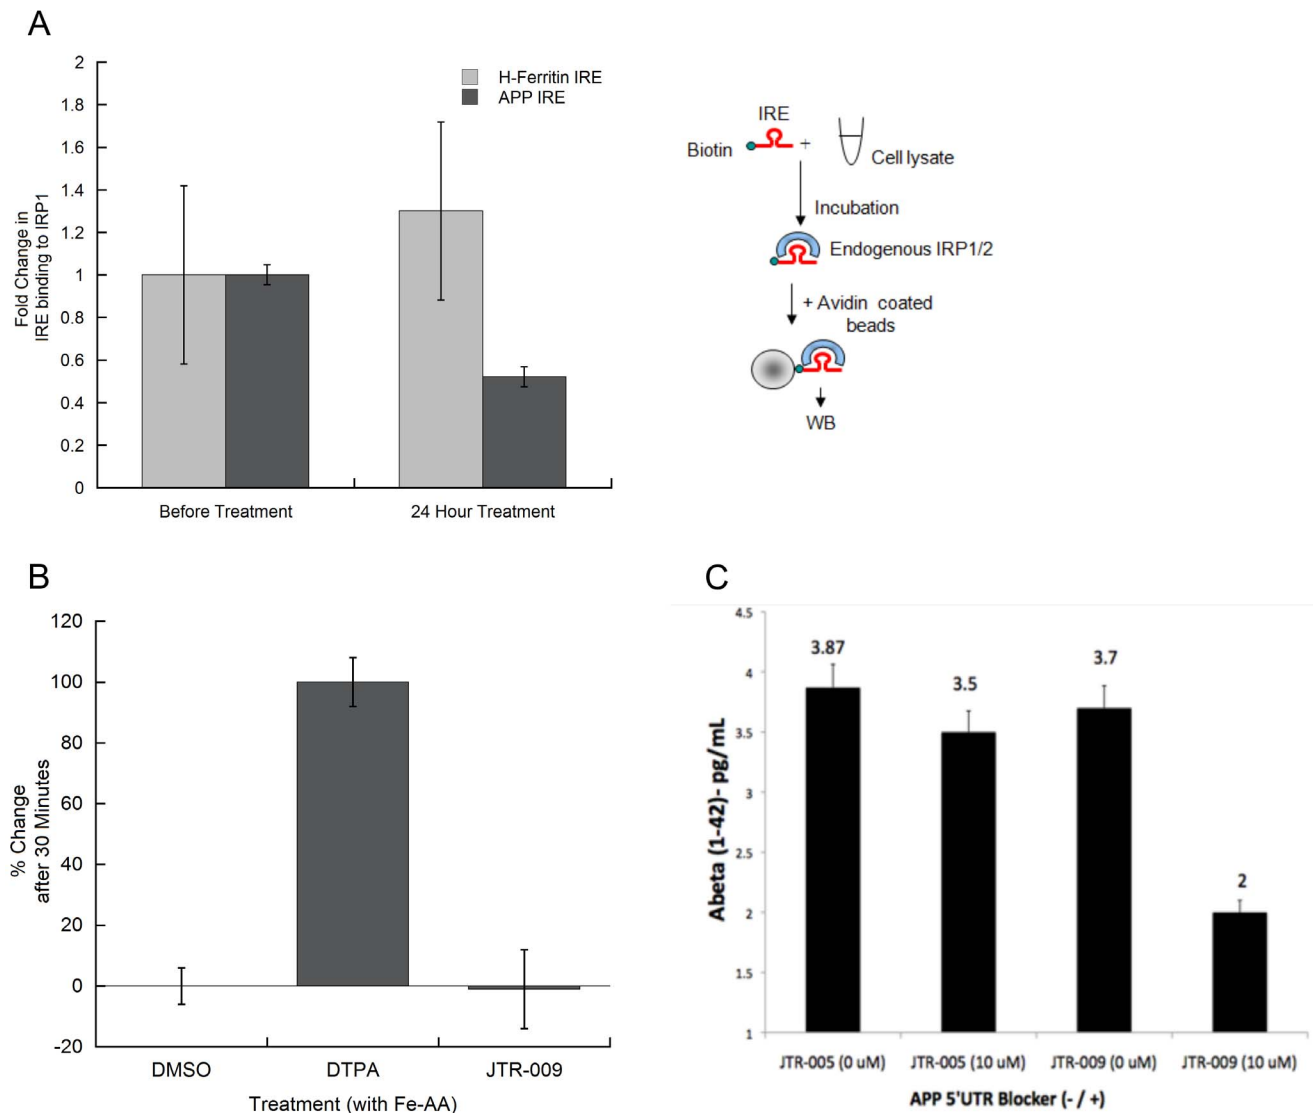 A
2
1.8
1.6
1.4
1.2
1
0.8
0.6
0.4
0.2
0
Fold Change in
IRE binding to IRP1
H-Ferritin IRE
APP IRE
Before Treatment
24 Hour Treatment
IRE
Biotin
+
Cell lysate
Incubation
Endogenous IRP1/2
+ Avidin coated
beads
WB
B
120
100
80
60
40
20
0
-20
% Change
after 30 Minutes
DMSO
DTPA
JTR-009
Treatment (with Fe-AA)
C
4.5
4
3.5
3
2.5
2
1.5
1
Abeta (1-42)- pg/mL
3.87
3.5
3.7
2
JTR-005 (0 uM)
JTR-005 (10 uM)
JTR-009 (0 uM)
JTR-009 (10 uM)
APP 5'UTR Blocker (- / +)